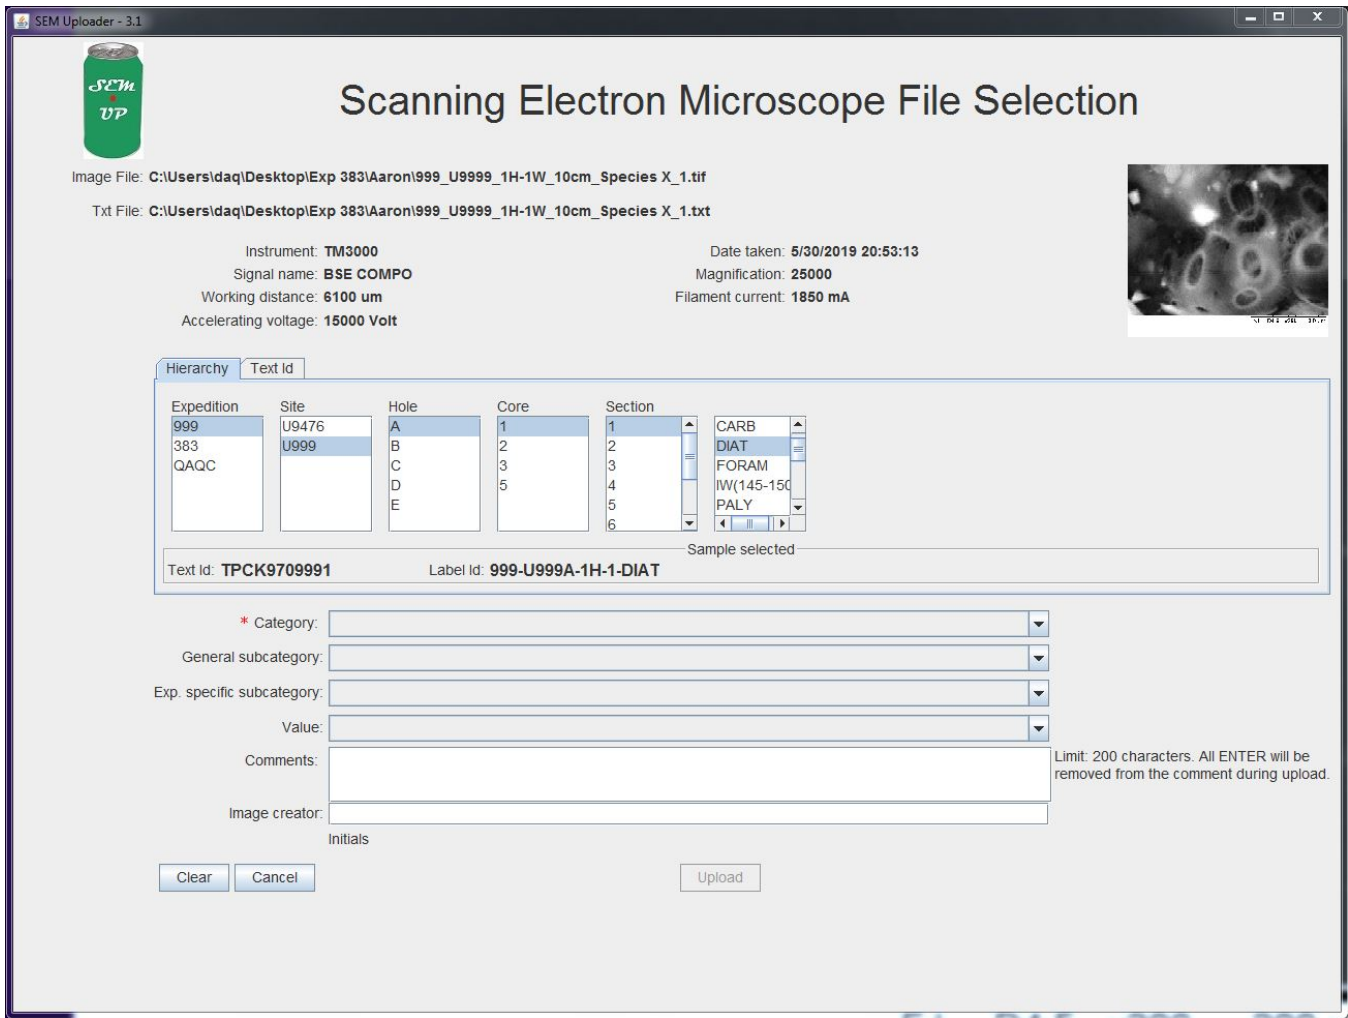 SEM Uploader - 3.1
SEM
UP
Scanning Electron Microscope File Selection
Image File: C:\Users\daq\Desktop\Exp 383\Aaron\999_U9999_1H-1W_10cm_Species X_1.tif
Txt File: C:\Users\daq\Desktop\Exp 383\Aaron\999_U9999_1H-1W_10cm_Species X_1.txt
Instrument: TM3000 Date taken: 5/30/2019 20:53:13
Signal name: BSE COMPO Magnification: 25000
Working distance: 6100 um Filament current: 1850 mA
Accelerating voltage: 15000 Volt
Hierarchy Text Id
Expedition Site Hole Core Section
999 U9476 A 1 1 CARB
383 U999 B 2 2 DIAT
QAQC C 3 3 FORAM
D 5 4 IW(145-150
E 5 PALY
6
Sample selected
Text Id: TPCK9709991 Label Id: 999-U999A-1H-1-DIAT
* Category:
General subcategory:
Exp. specific subcategory:
Value:
Comments: Limit: 200 characters. All ENTER will be
removed from the comment during upload.
Image creator:
Initials
Clear Cancel Upload